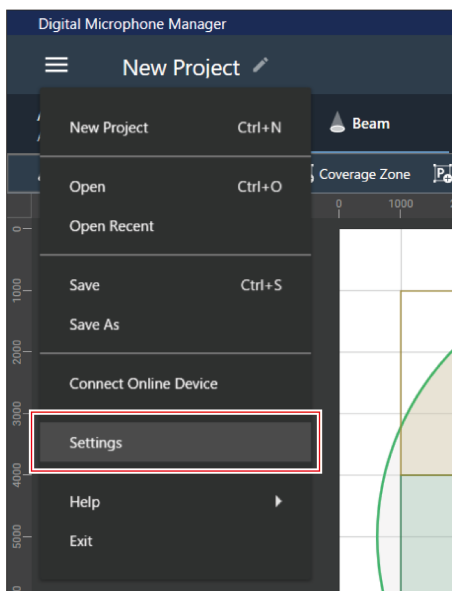 Digital Microphone Manager
New Project
New Project Ctrl+N
Beam
Open Ctrl+O
Coverage Zone
Open Recent
0 1000
Save Ctrl+S
Save As
Connect Online Device
Settings
Help
Exit
0
1000
2000
3000
4000
5000